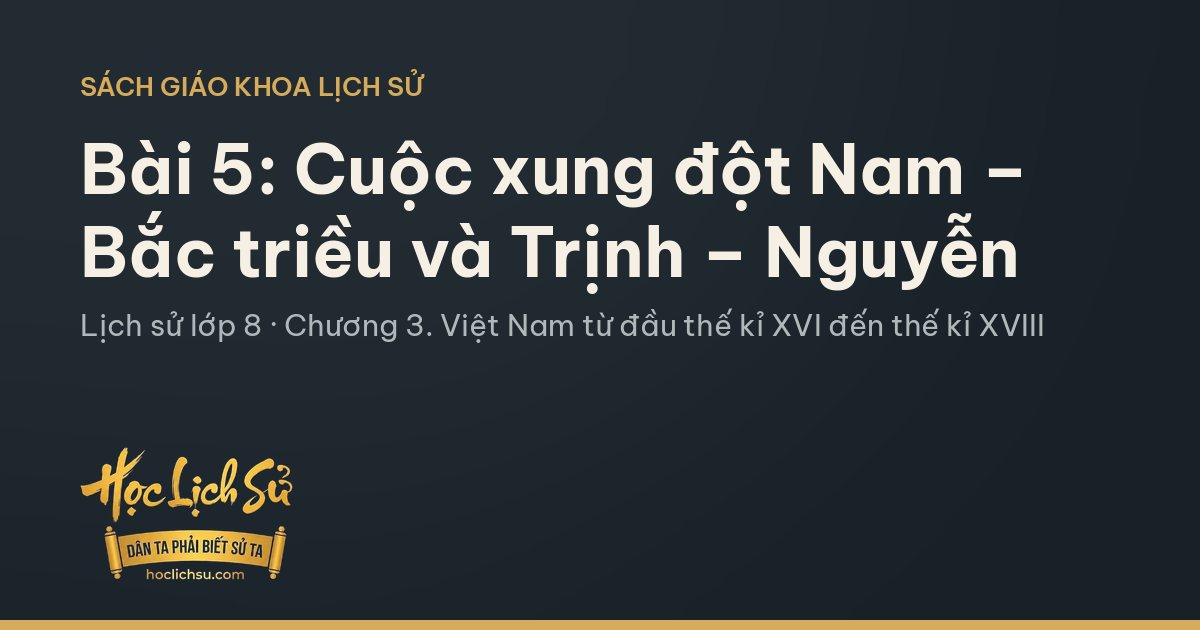 SÁCH GIÁO KHOA LỊCH SỬ
Bài 5: Cuộc xung đột Nam –
Bắc triều và Trịnh – Nguyễn
Lịch sử lớp 8 · Chương 3. Việt Nam từ đầu thế kỉ XVI đến thế kỉ XVIII
Học Lịch Sử
DÂN TA PHẢI BIẾT SỬ TA
hoclichsu.com